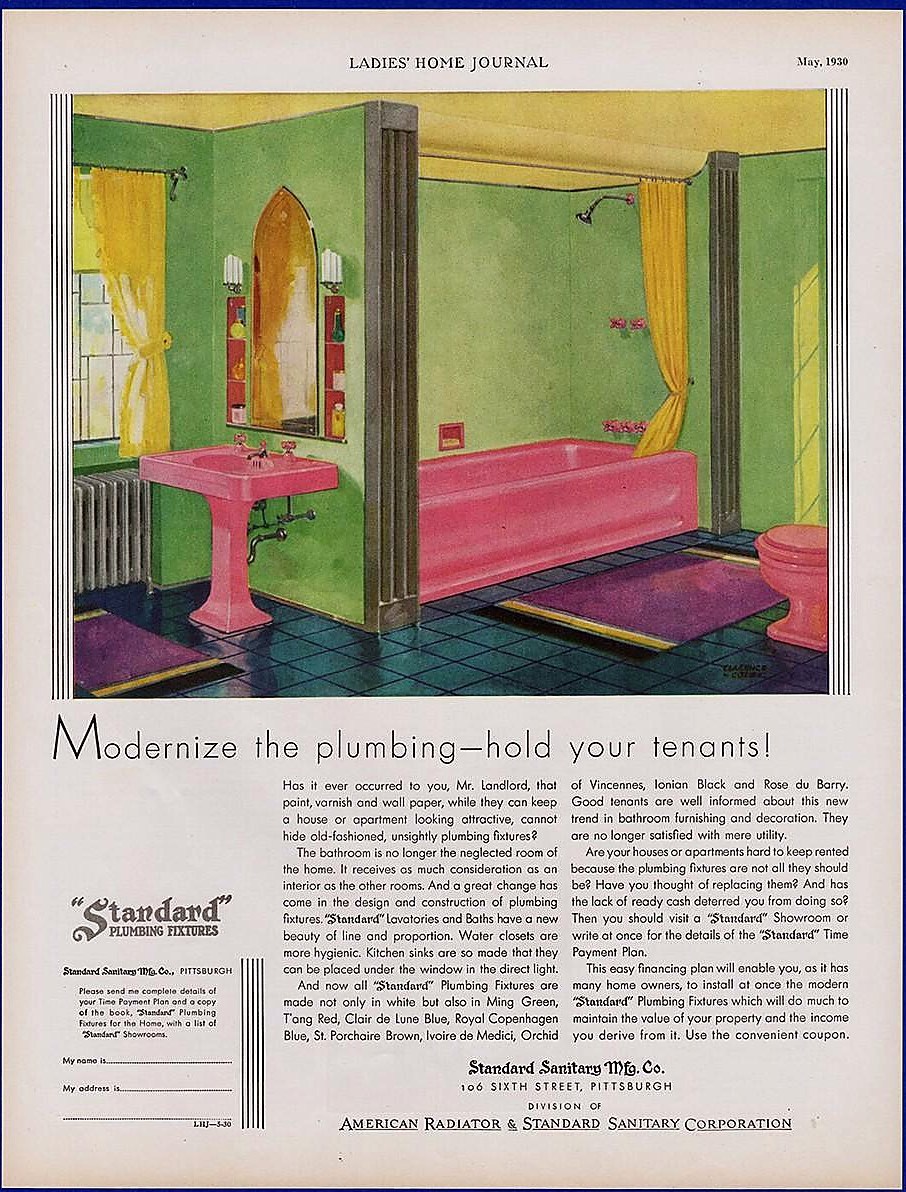 LADIES' HOME JOURNAL
May, 1930
Modernize the plumbing—hold your tenants!
Has it ever occurred to you, Mr. Landlord, that
paint, varnish and wall paper, while they can keep
a house or apartment looking attractive, cannot
hide old-fashioned, unsightly plumbing fixtures?
The bathroom is no longer the neglected room of
the home. It receives as much consideration as an
interior as the other rooms. And a great change has
come in the design and construction of plumbing
fixtures. "Standard" Lavatories and Baths have a new
beauty of line and proportion. Water closets are
more hygienic. Kitchen sinks are so made that they
can be placed under the window in the direct light.
And now all "Standard" Plumbing Fixtures are
made not only in white but also in Ming Green,
T'ang Red, Clair de Lune Blue, Royal Copenhagen
Blue, St. Porchaire Brown, Ivoire de Medici, Orchid
of Vincennes, Ionian Black and Rose du Barry.
Good tenants are well informed about this new
trend in bathroom furnishing and decoration. They
are no longer satisfied with mere utility.
Are your houses or apartments hard to keep rented
because the plumbing fixtures are not all they should
be? Have you thought of replacing them? And has
the lack of ready cash deterred you from doing so?
Then you should visit a "Standard" Showroom or
write at once for the details of the "Standard" Time
Payment Plan.
This easy financing plan will enable you, as it has
many home owners, to install at once the modern
"Standard" Plumbing Fixtures which will do much to
maintain the value of your property and the income
you derive from it. Use the convenient coupon.
"Standard"
PLUMBING FIXTURES
Standard Sanitary Mfg. Co., PITTSBURGH
Please send me complete details of
your Time Payment Plan and a copy
of the book, "Standard" Plumbing
Fixtures for the Home, with a list of
"Standard" Showrooms.
My name is
My address is
LHJ—5-30
Standard Sanitary Mfg. Co.
106 SIXTH STREET, PITTSBURGH
DIVISION OF
AMERICAN RADIATOR & STANDARD SANITARY CORPORATION